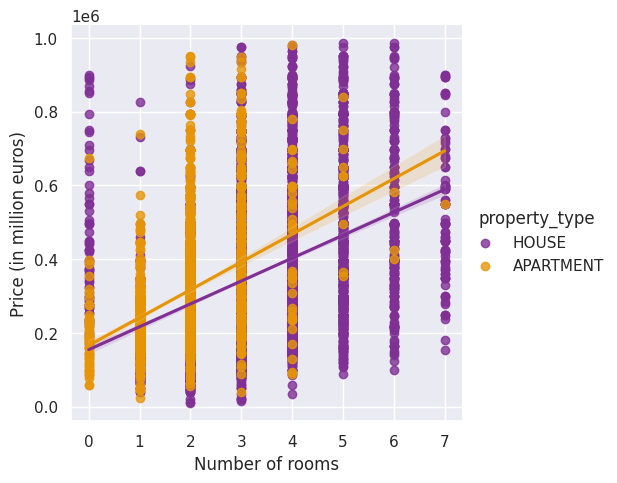 1e6
1.0
0.8
0.6
0.4
0.2
0.0
Price (in million euros)
0 1 2 3 4 5 6 7
Number of rooms
property_type
HOUSE
APARTMENT